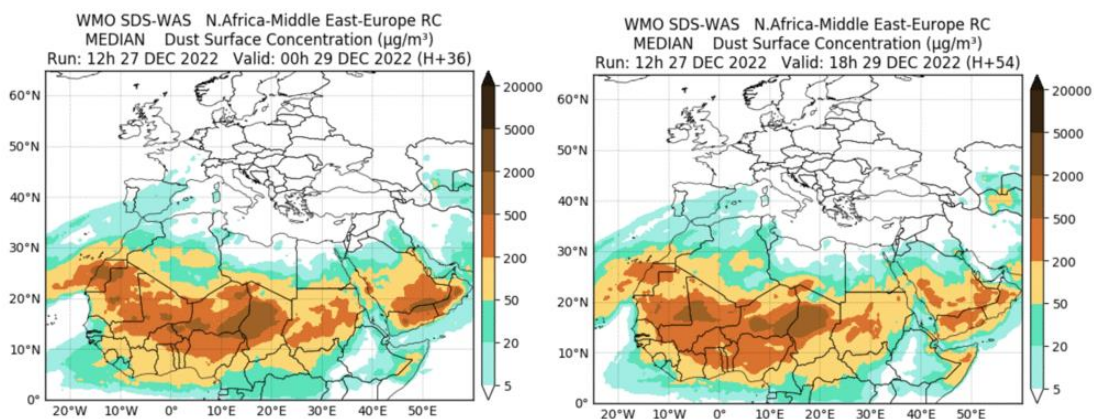 WMO SDS-WAS N.Africa-Middle East-Europe RC
MEDIAN Dust Surface Concentration (µg/m³)
Run: 12h 27 DEC 2022 Valid: 00h 29 DEC 2022 (H+36)
60°N
50°N
40°N
30°N
20°N
10°N
0°
20°W
10°W
0°
10°E
20°E
30°E
40°E
50°E
20000
5000
2000
500
200
50
20
5
WMO SDS-WAS N.Africa-Middle East-Europe RC
MEDIAN Dust Surface Concentration (µg/m³)
Run: 12h 27 DEC 2022 Valid: 18h 29 DEC 2022 (H+54)
60°N
50°N
40°N
30°N
20°N
10°N
0°
20°W
10°W
0°
10°E
20°E
30°E
40°E
50°E
20000
5000
2000
500
200
50
20
5